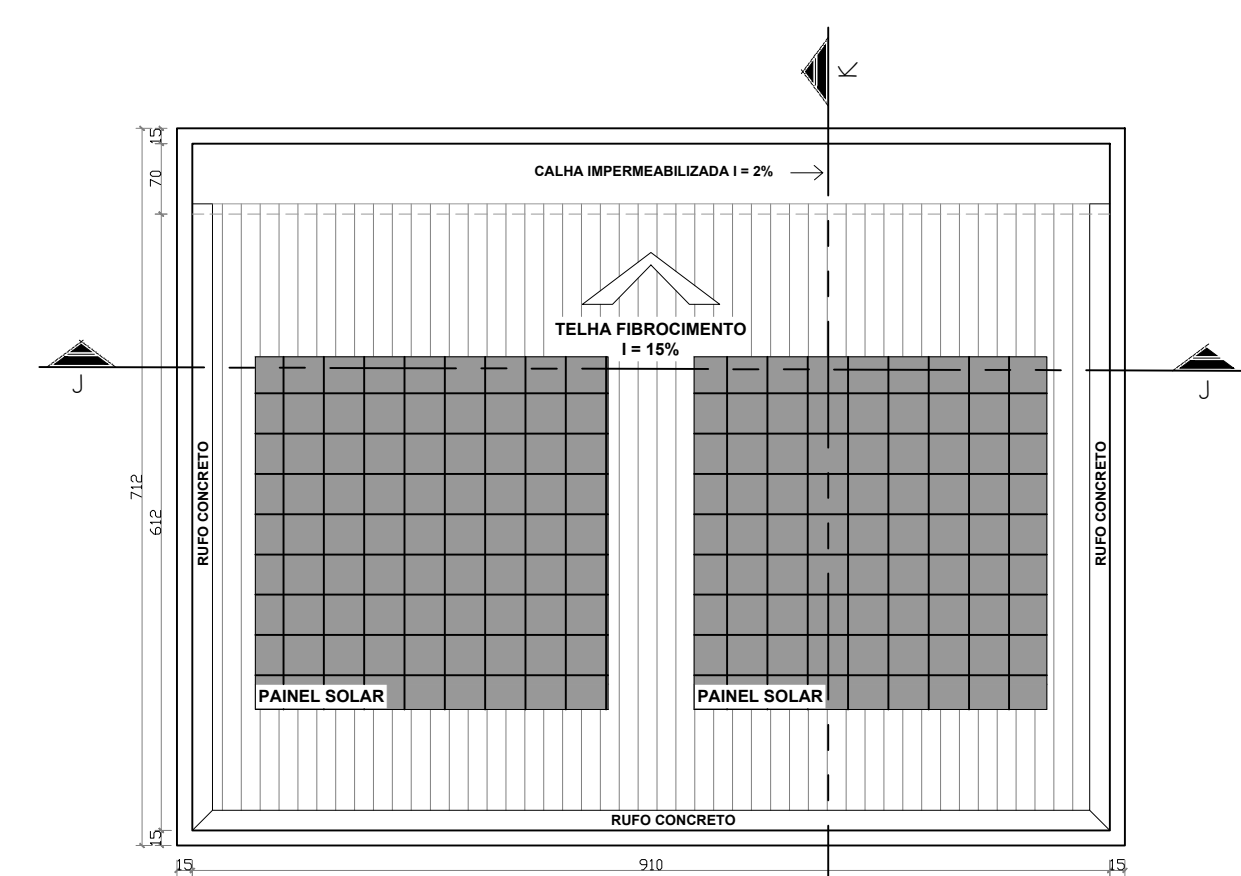 K
15
70
CALHA IMPERMEABILIZADA I = 2%
TELHA FIBROCIMENTO
I = 15%
J
J
RUFO CONCRETO
RUFO CONCRETO
712
612
PAINEL SOLAR
PAINEL SOLAR
RUFO CONCRETO
15
15
910
15